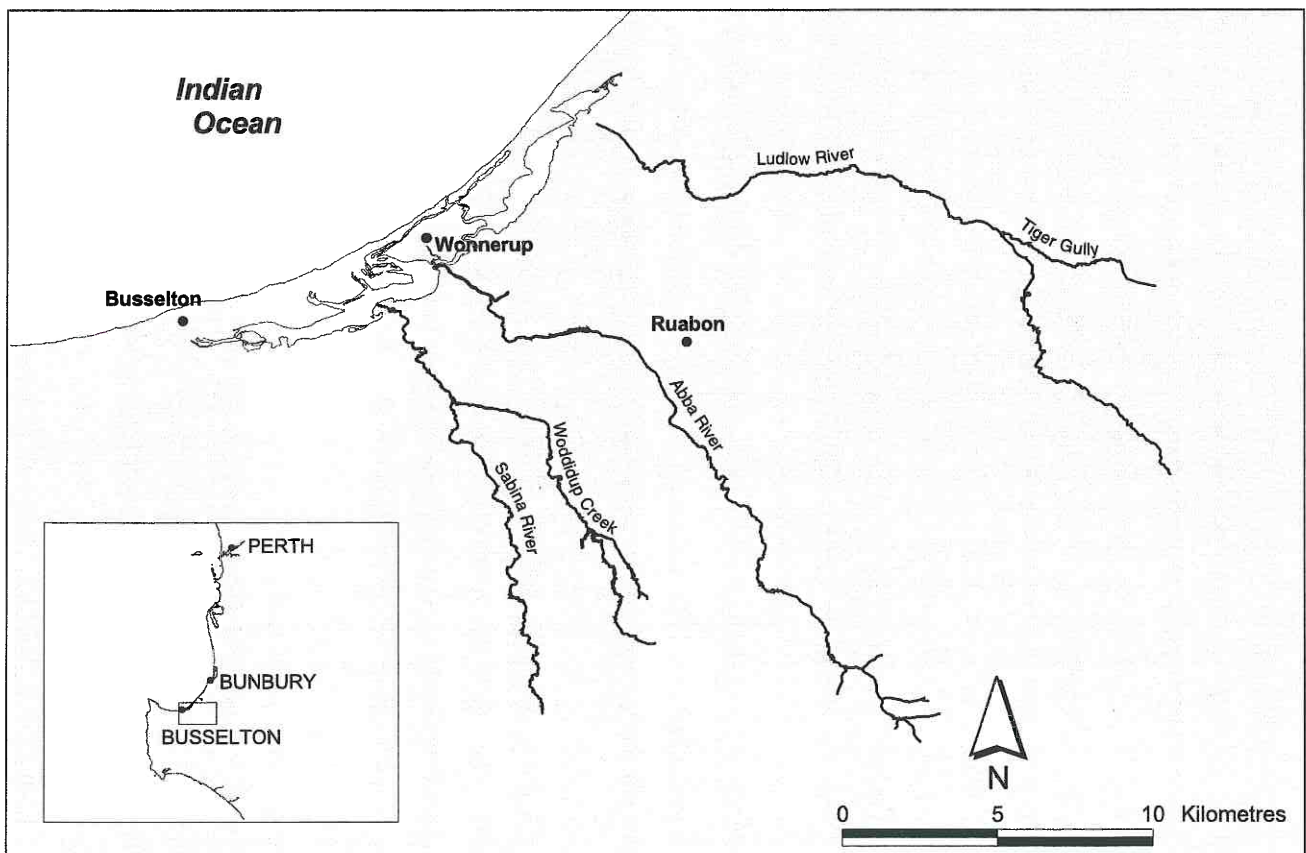 Indian
Ocean
Ludlow River
Tiger Gully
Wonnerup
Busselton
Ruabon
Abba River
Woddidup Creek
Sabina River
PERTH
BUNBURY
BUSSELTON
N
0 5 10 Kilometres